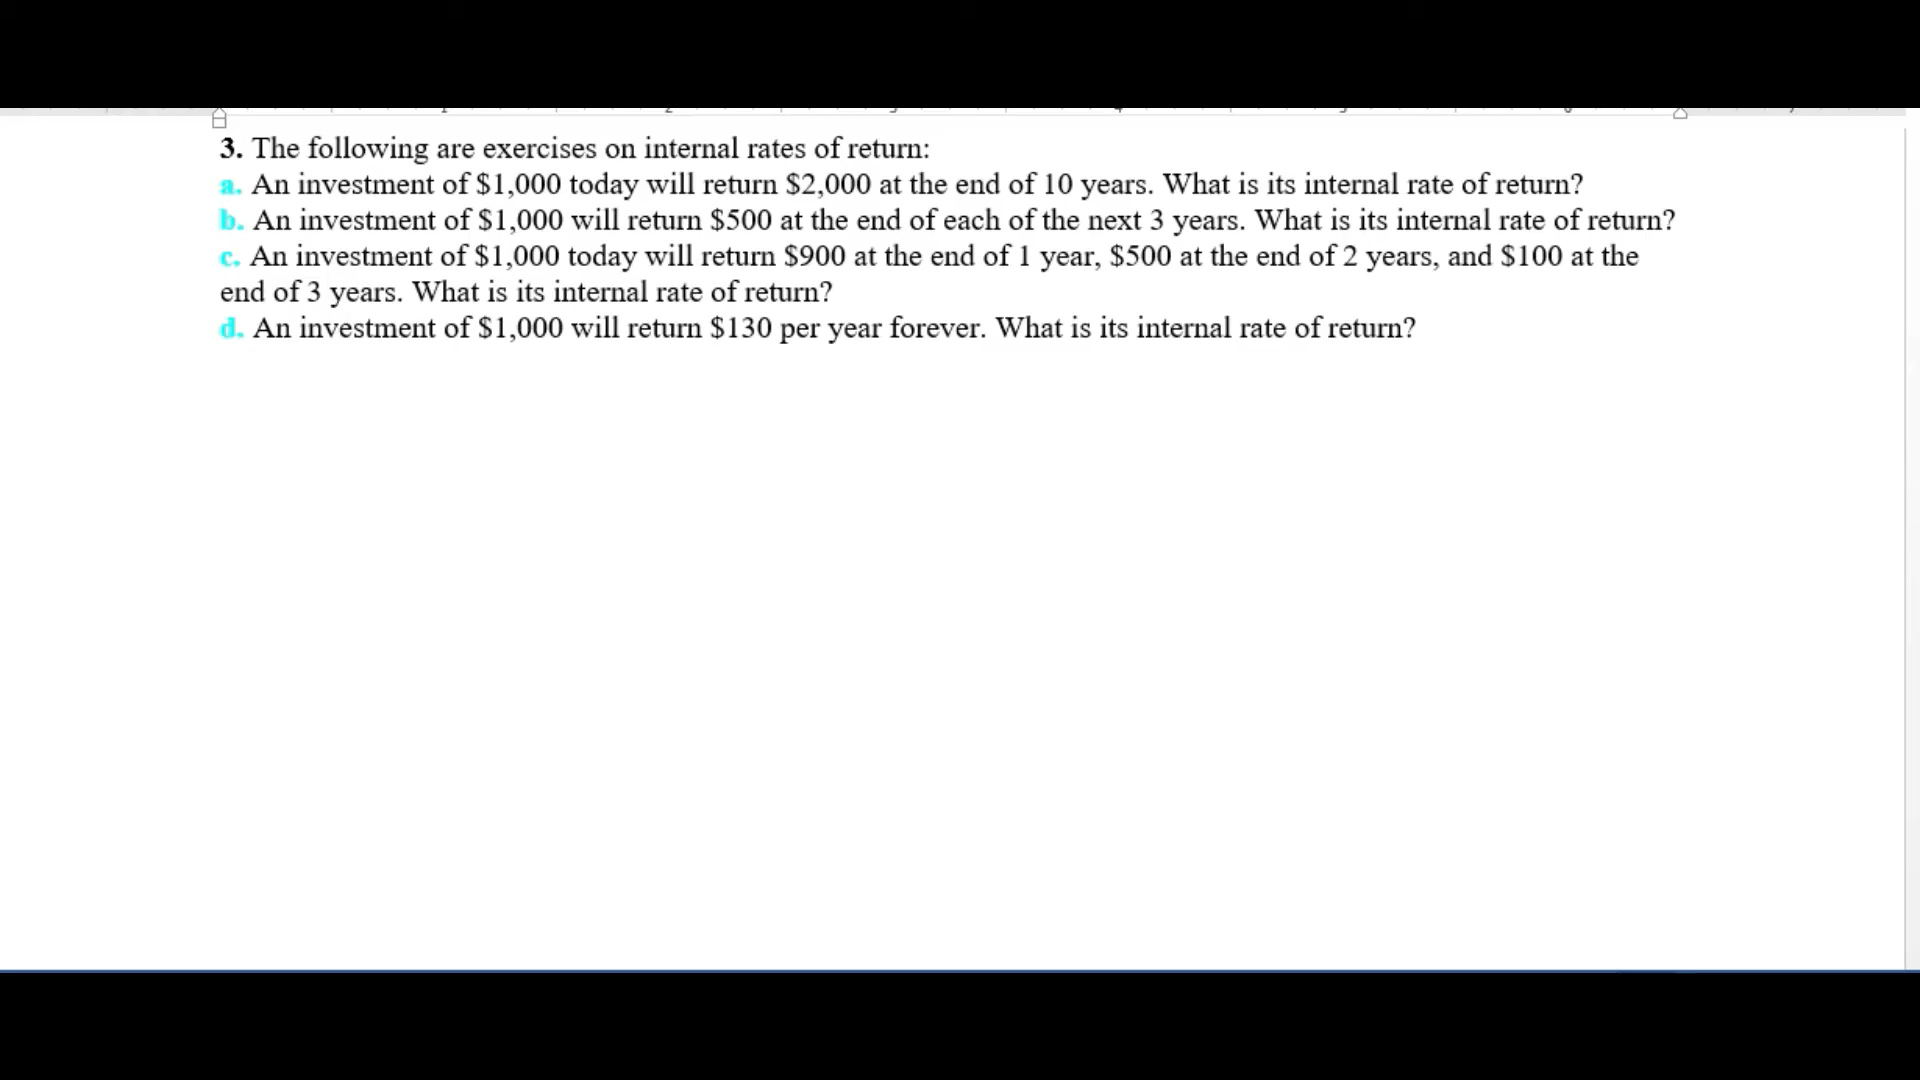 3. The following are exercises on internal rates of return:
a. An investment of $1,000 today will return $2,000 at the end of 10 years. What is its internal rate of return?
b. An investment of $1,000 will return $500 at the end of each of the next 3 years. What is its internal rate of return?
c. An investment of $1,000 today will return $900 at the end of 1 year, $500 at the end of 2 years, and $100 at the
end of 3 years. What is its internal rate of return?
d. An investment of $1,000 will return $130 per year forever. What is its internal rate of return?